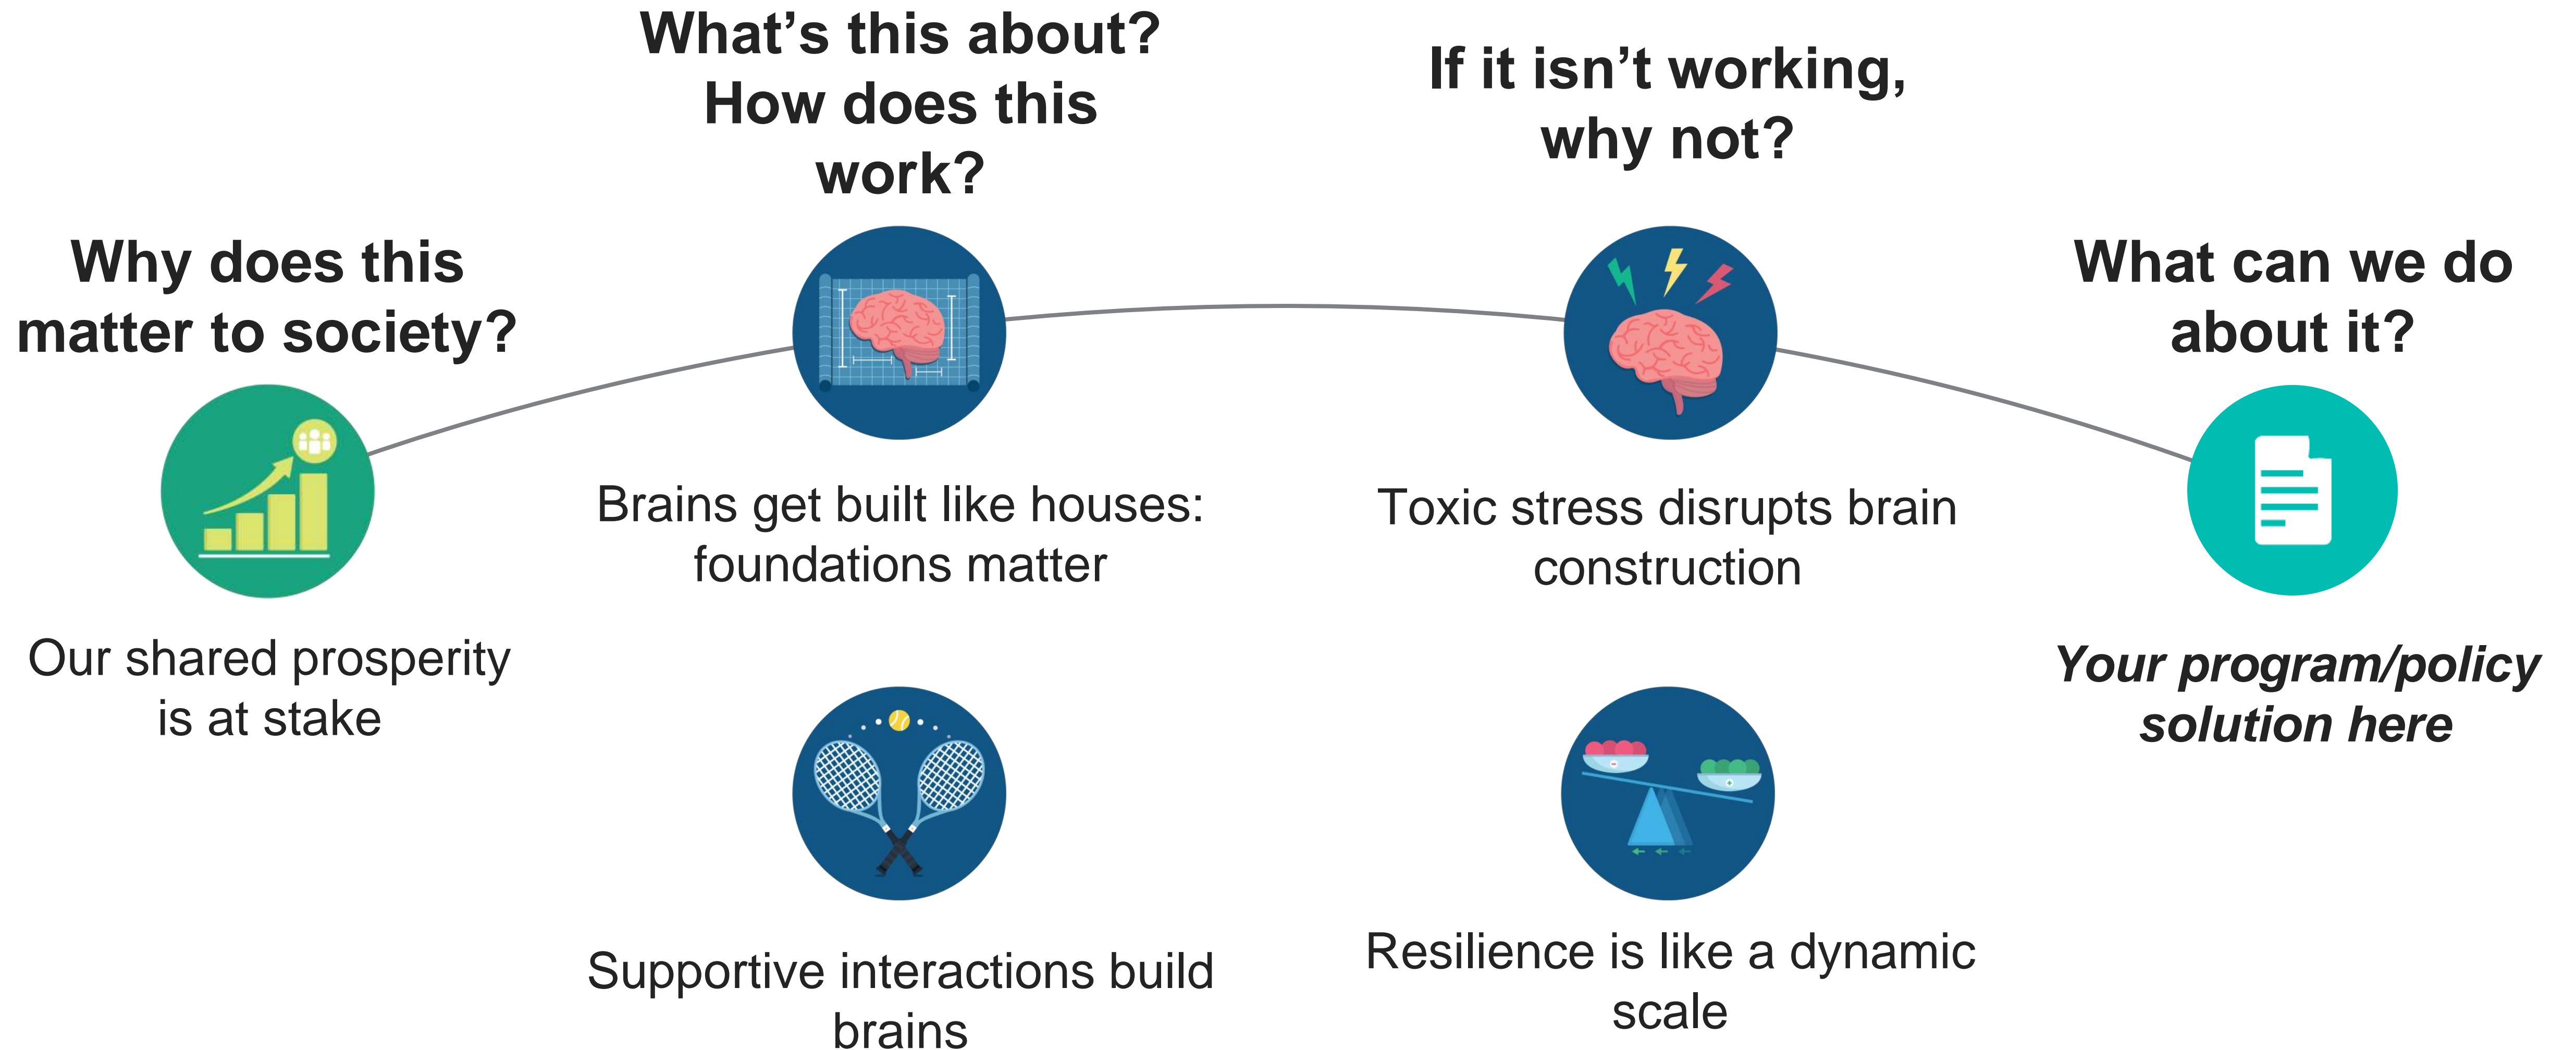 Why does this
matter to society?
Our shared prosperity
is at stake
What’s this about?
How does this
work?
Brains get built like houses:
foundations matter
Supportive interactions build
brains
If it isn’t working,
why not?
Toxic stress disrupts brain
construction
Resilience is like a dynamic
scale
What can we do
about it?
Your program/policy
solution here